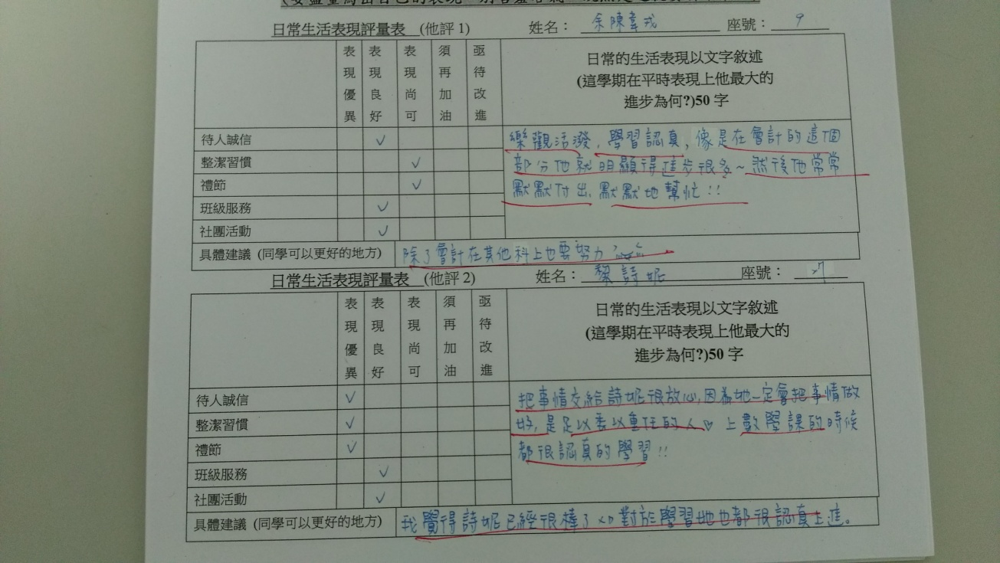 日常生活表現評量表 (他評 1) 姓名： 余陳韋戎 座號： 9
表現優異 表現良好 表現尚可 須再加油 亟待改進
日常的生活表現以文字敘述
(這學期在平時表現上他最大的
進步為何?)50 字
待人誠信 ✓
整潔習慣 ✓
禮節 ✓
班級服務 ✓
社團活動 ✓
樂觀活潑，學習認真，像是在會計的這個
部分他就明顯得進步很多~然後他常常
默默付出、默默地幫忙!!
具體建議 (同學可以更好的地方) 除了會計在其他科上也要努力
日常生活表現評量表 (他評 2) 姓名： 黎詩妮 座號：
表現優異 表現良好 表現尚可 須再加油 亟待改進
日常的生活表現以文字敘述
(這學期在平時表現上他最大的
進步為何?)50 字
待人誠信 ✓
整潔習慣 ✓
禮節 ✓
班級服務 ✓
社團活動 ✓
把事情交給詩妮很放心,因為她一定會把事情做
好,是足以委以重任的人♡ 上數學課的時候
都很認真的學習!!
具體建議 (同學可以更好的地方) 我覺得詩妮已經很棒了 對於學習她也都很認真上進。